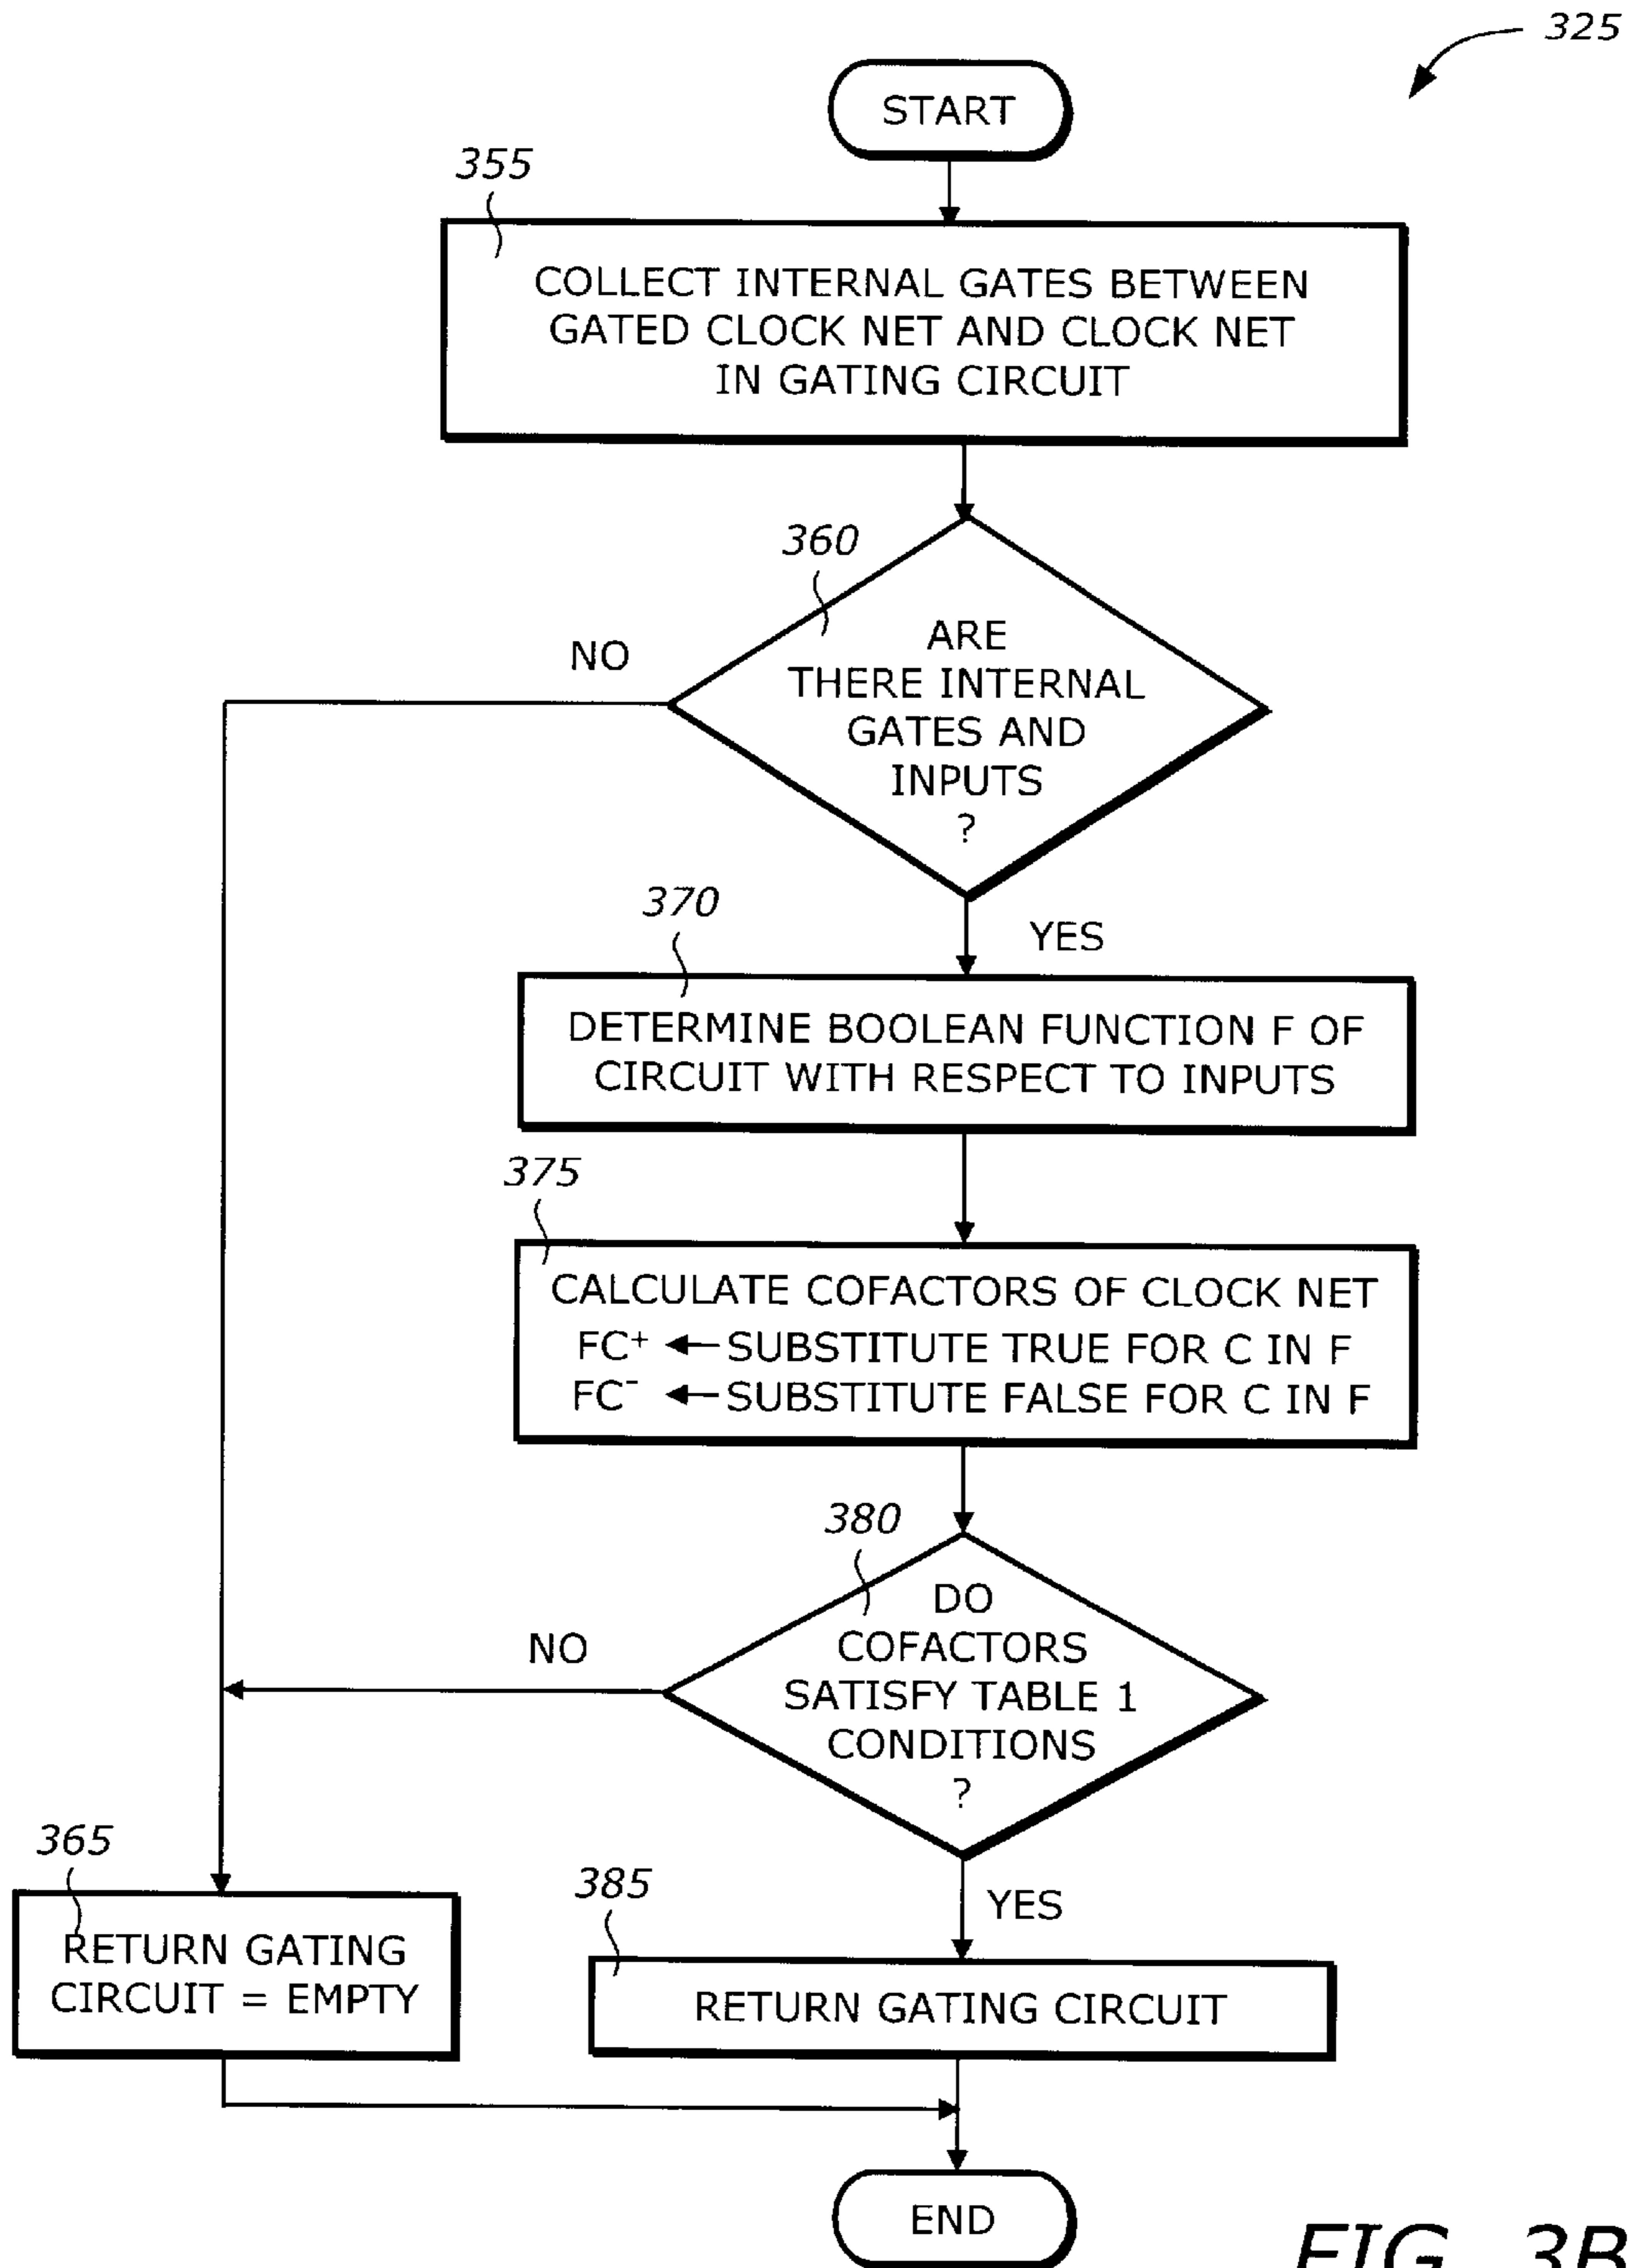 325
START
355
COLLECT INTERNAL GATES BETWEEN
GATED CLOCK NET AND CLOCK NET
IN GATING CIRCUIT
360
ARE
THERE INTERNAL
GATES AND
INPUTS
?
NO
YES
370
DETERMINE BOOLEAN FUNCTION F OF
CIRCUIT WITH RESPECT TO INPUTS
375
CALCULATE COFACTORS OF CLOCK NET
FC⁺ ← SUBSTITUTE TRUE FOR C IN F
FC⁻ ← SUBSTITUTE FALSE FOR C IN F
380
DO
COFACTORS
SATISFY TABLE 1
CONDITIONS
?
NO
YES
365
RETURN GATING
CIRCUIT = EMPTY
385
RETURN GATING CIRCUIT
END
FIG. 3B